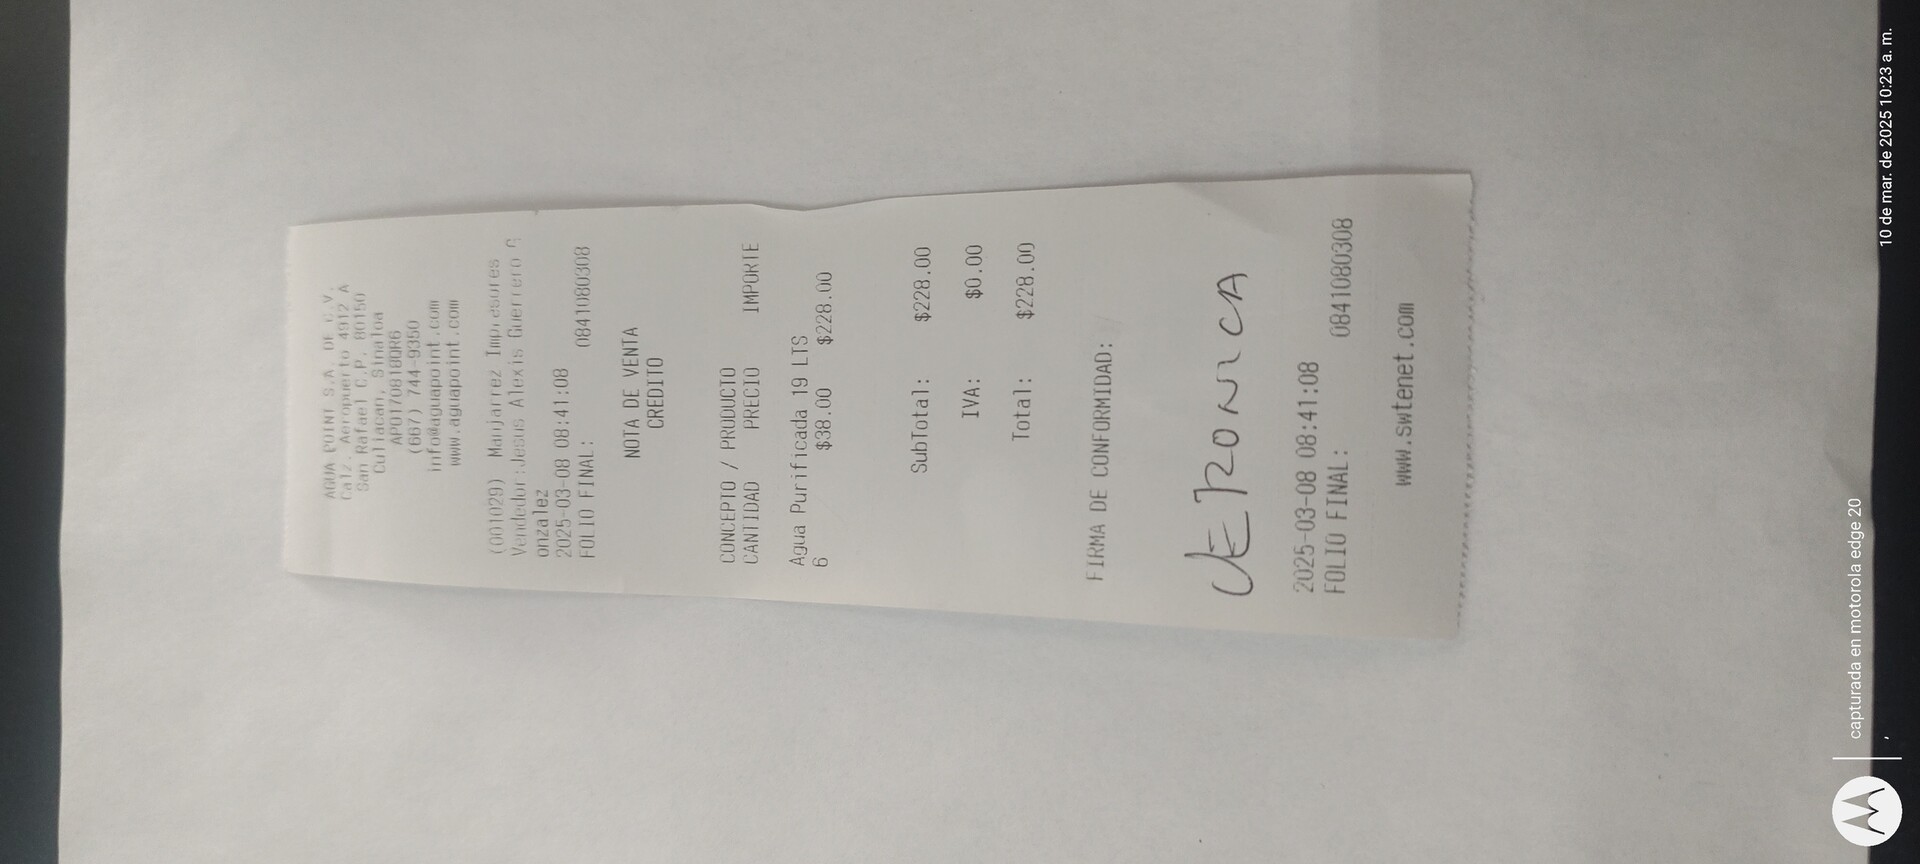 AGUA POINT S.A. DE C.V.
Calz. Aeropuerto 4912 A
San Rafael C.P. 80150
Culiacan, Sinaloa
APO170818QR6
(667) 744-9350
info@aguapoint.com
www.aguapoint.com
(001029) Manjarrez Impresores
Vendedor:Jesus Alexis Guerrero G
onzalez
2025-03-08 08:41:08
FOLIO FINAL: 0841080308
NOTA DE VENTA
CREDITO
CONCEPTO / PRODUCTO
CANTIDAD PRECIO IMPORTE
Agua Purificada 19 LTS
6 $38.00 $228.00
SubTotal: $228.00
IVA: $0.00
Total: $228.00
FIRMA DE CONFORMIDAD:
VERONICA
2025-03-08 08:41:08
FOLIO FINAL: 0841080308
www.swtenet.com
capturada en motorola edge 20
,
10 de mar. de 2025 10:23 a. m.